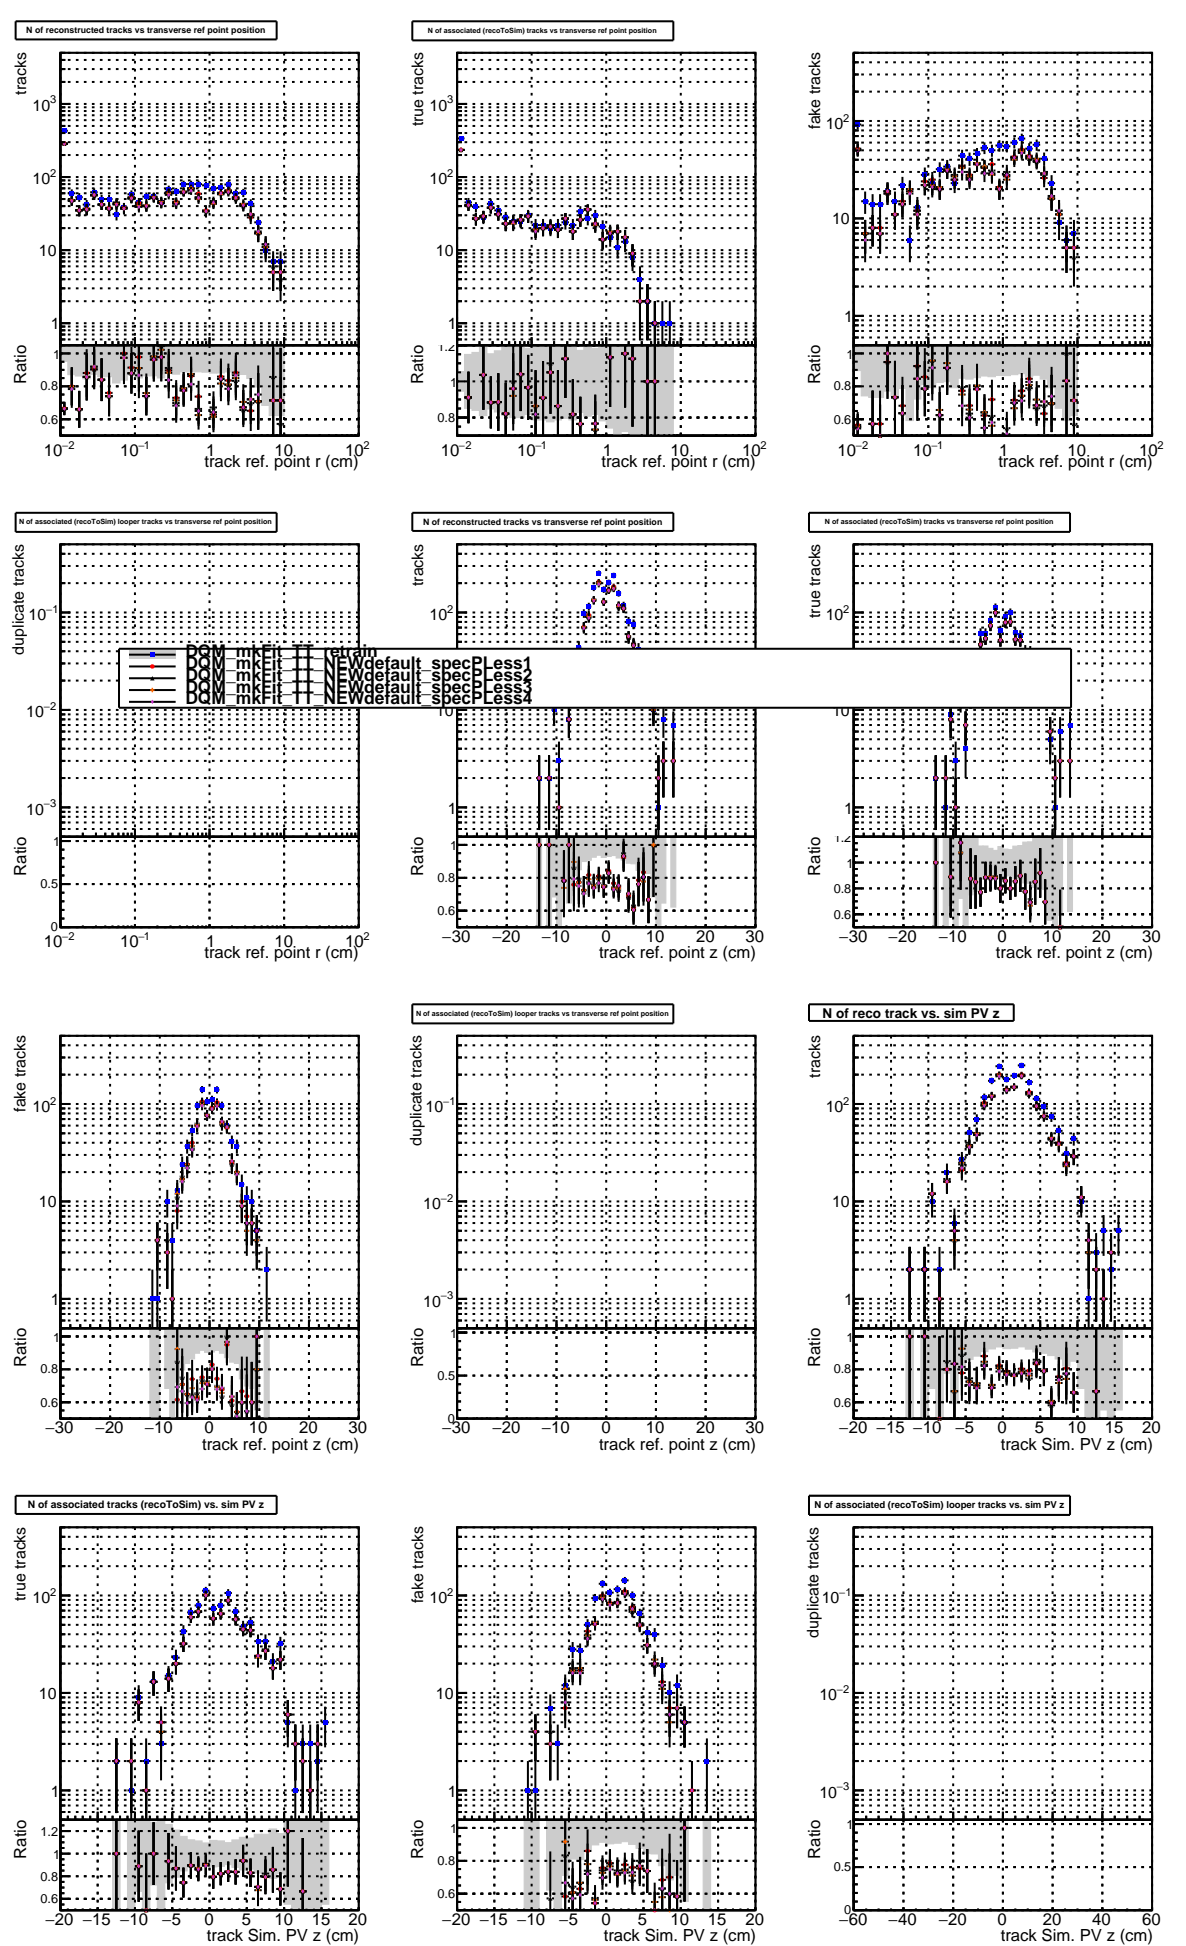 N of reconstructed tracks vs transverse ref point position
tracks
10³
10²
10
1
Ratio
1
0.8
0.6
10⁻² 10⁻¹ 1 10 10²
track ref. point r (cm)
N of associated (recoToSim) tracks vs transverse ref point position
true tracks
10³
10²
10
1
Ratio
1.2
1
0.8
10⁻² 10⁻¹ 1 10 10²
track ref. point r (cm)
fake tracks
10²
10
1
Ratio
1
0.8
0.6
10⁻² 10⁻¹ 1 10 10²
track ref. point r (cm)
N of associated (recoToSim) looper tracks vs transverse ref point position
duplicate tracks
10⁻¹
10⁻²
10⁻³
Ratio
1
0.5
0
10⁻² 10⁻¹ 1 10 10²
track ref. point r (cm)
N of reconstructed tracks vs transverse ref point position
tracks
10²
10
1
Ratio
1
0.8
0.6
−30 −20 −10 0 10 20 30
track ref. point z (cm)
N of associated (recoToSim) tracks vs transverse ref point position
true tracks
10²
10
1
Ratio
1.2
1
0.8
0.6
−30 −20 −10 0 10 20 30
track ref. point z (cm)
DQM_mkFit_TT_retrain
DQM_mkFit_TT_NEWdefault_specPLess1
DQM_mkFit_TT_NEWdefault_specPLess2
DQM_mkFit_TT_NEWdefault_specPLess3
DQM_mkFit_TT_NEWdefault_specPLess4
fake tracks
10²
10
1
Ratio
1
0.8
0.6
−30 −20 −10 0 10 20 30
track ref. point z (cm)
N of associated (recoToSim) looper tracks vs transverse ref point position
duplicate tracks
10⁻¹
10⁻²
10⁻³
Ratio
1
0.5
0
−30 −20 −10 0 10 20 30
track ref. point z (cm)
N of reco track vs. sim PV z
tracks
10²
10
1
Ratio
1
0.8
0.6
−20 −15 −10 −5 0 5 10 15 20
track Sim. PV z (cm)
N of associated tracks (recoToSim) vs. sim PV z
true tracks
10²
10
1
Ratio
1.2
1
0.8
0.6
−20 −15 −10 −5 0 5 10 15 20
track Sim. PV z (cm)
fake tracks
10²
10
1
Ratio
1
0.8
0.6
−20 −15 −10 −5 0 5 10 15 20
track Sim. PV z (cm)
N of associated (recoToSim) looper tracks vs. sim PV z
duplicate tracks
10⁻¹
10⁻²
10⁻³
Ratio
1
0.5
0
−60 −40 −20 0 20 40 60
track Sim. PV z (cm)